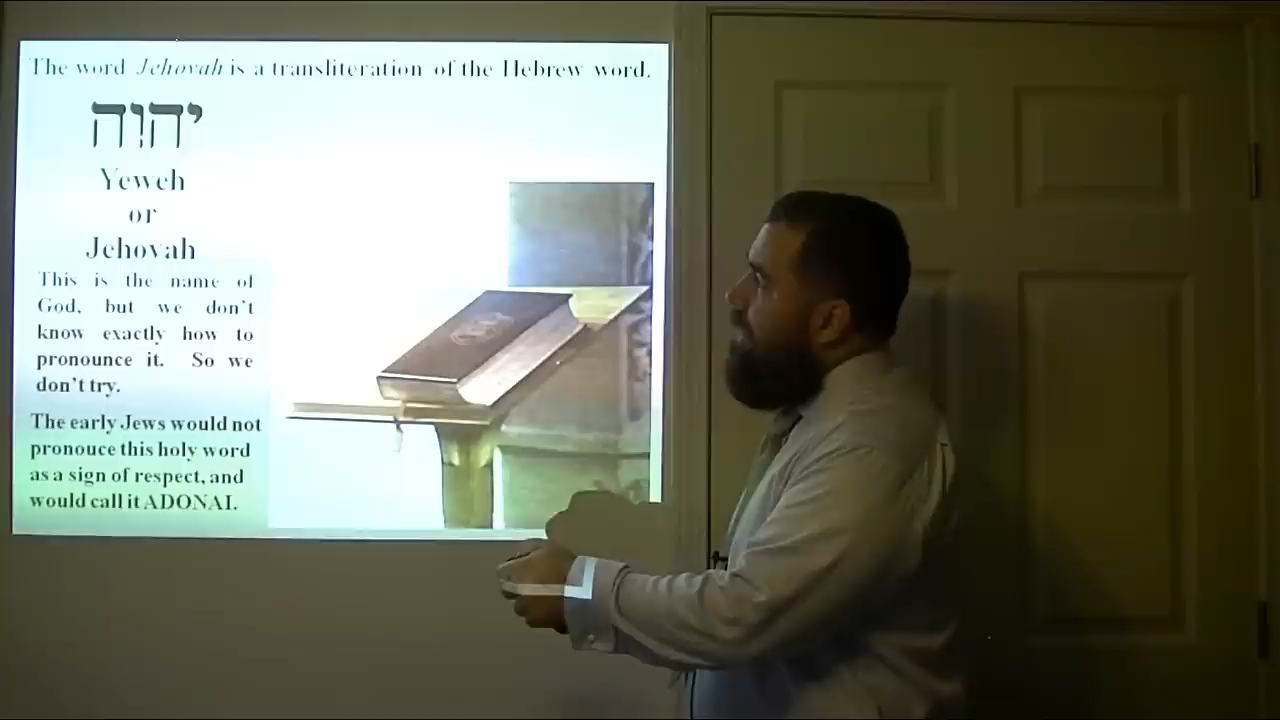 The word Jehovah is a transliteration of the Hebrew word.
יהוה
Yeweh
or
Jehovah
This is the name of
God, but we don't
know exactly how to
pronounce it. So we
don't try.
The early Jews would not
pronouce this holy word
as a sign of respect, and
would call it ADONAI.